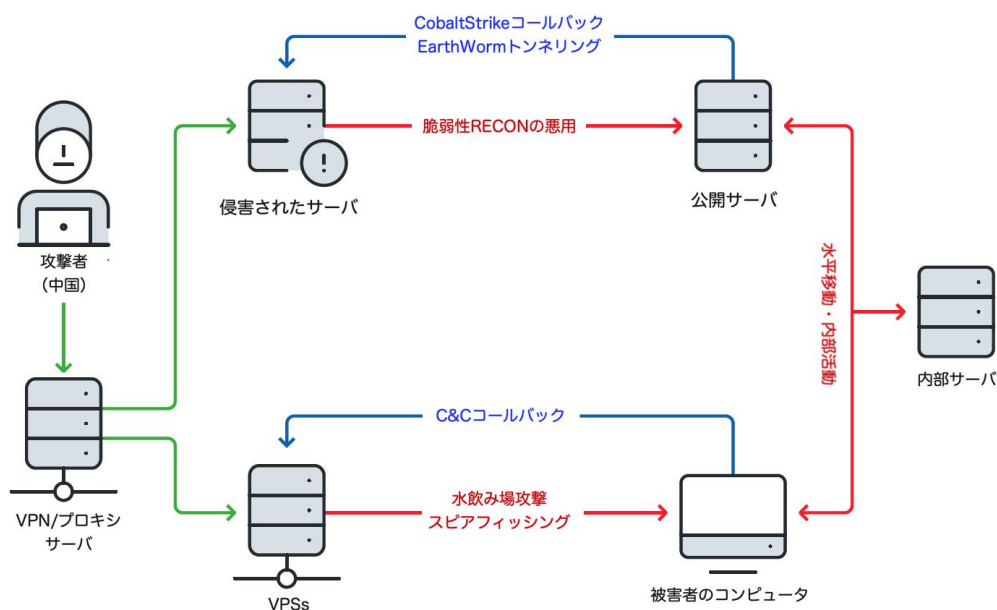 CobaltStrikeコールバック
EarthWormトンネリング
脆弱性RECONの悪用
侵害されたサーバ
公開サーバ
攻撃者
(中国)
水平移動・内部活動
内部サーバ
C&Cコールバック
VPN/プロキシ
サーバ
水飲み場攻撃
スピアフィッシング
VPSs
被害者のコンピュータ